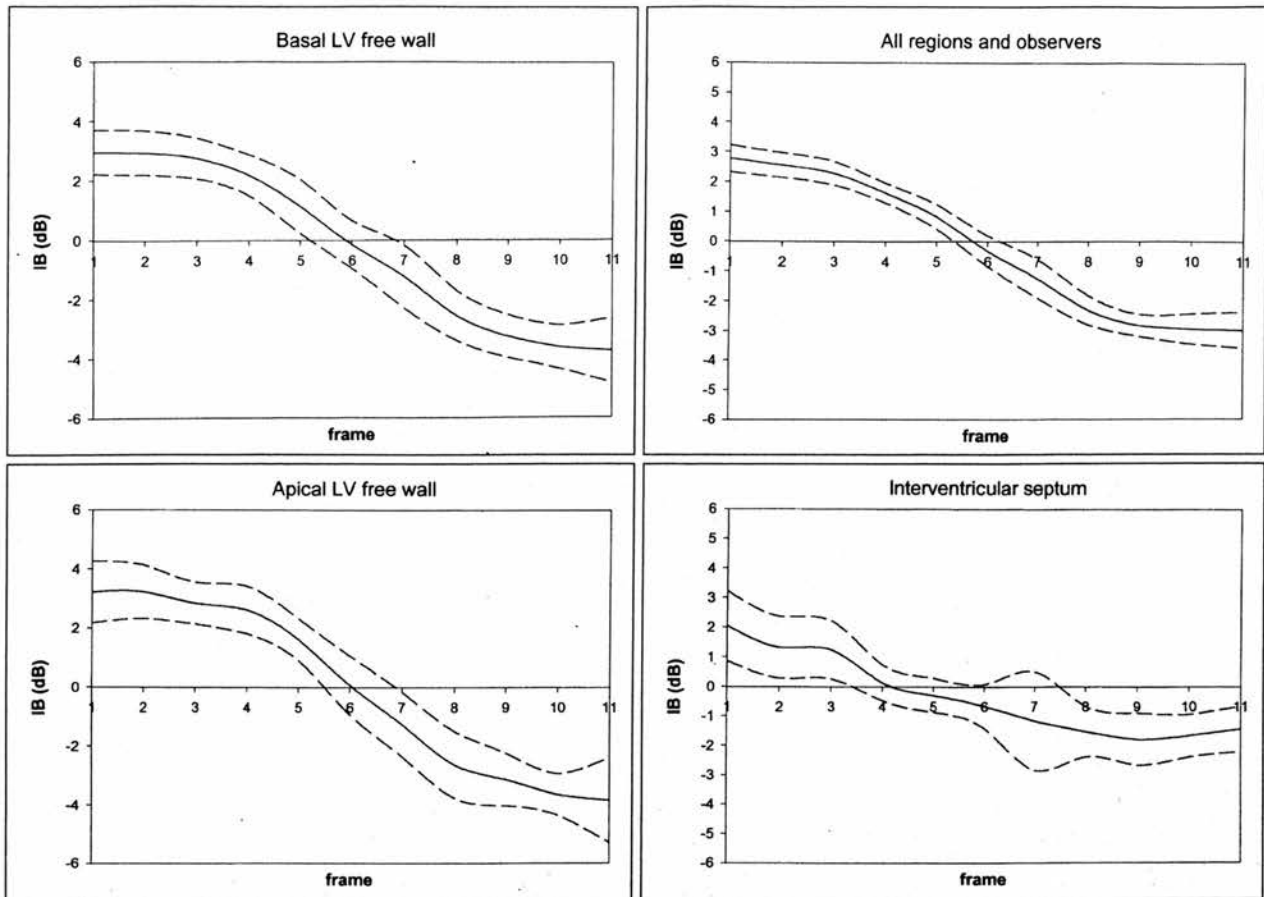 Basal LV free wall
6
4
2
0
-2
-4
-6
1 2 3 4 5 6 7 8 9 10 11
IB (dB)
frame
All regions and observers
6
5
4
3
2
1
0
-1
-2
-3
-4
-5
-6
1 2 3 4 5 6 7 8 9 10 11
IB (dB)
frame
Apical LV free wall
6
4
2
0
-2
-4
-6
1 2 3 4 5 6 7 8 9 10 11
IB (dB)
frame
Interventricular septum
6
5
4
3
2
1
0
-1
-2
-3
-4
-5
-6
1 2 3 4 5 6 7 8 9 10 11
IB (dB)
frame